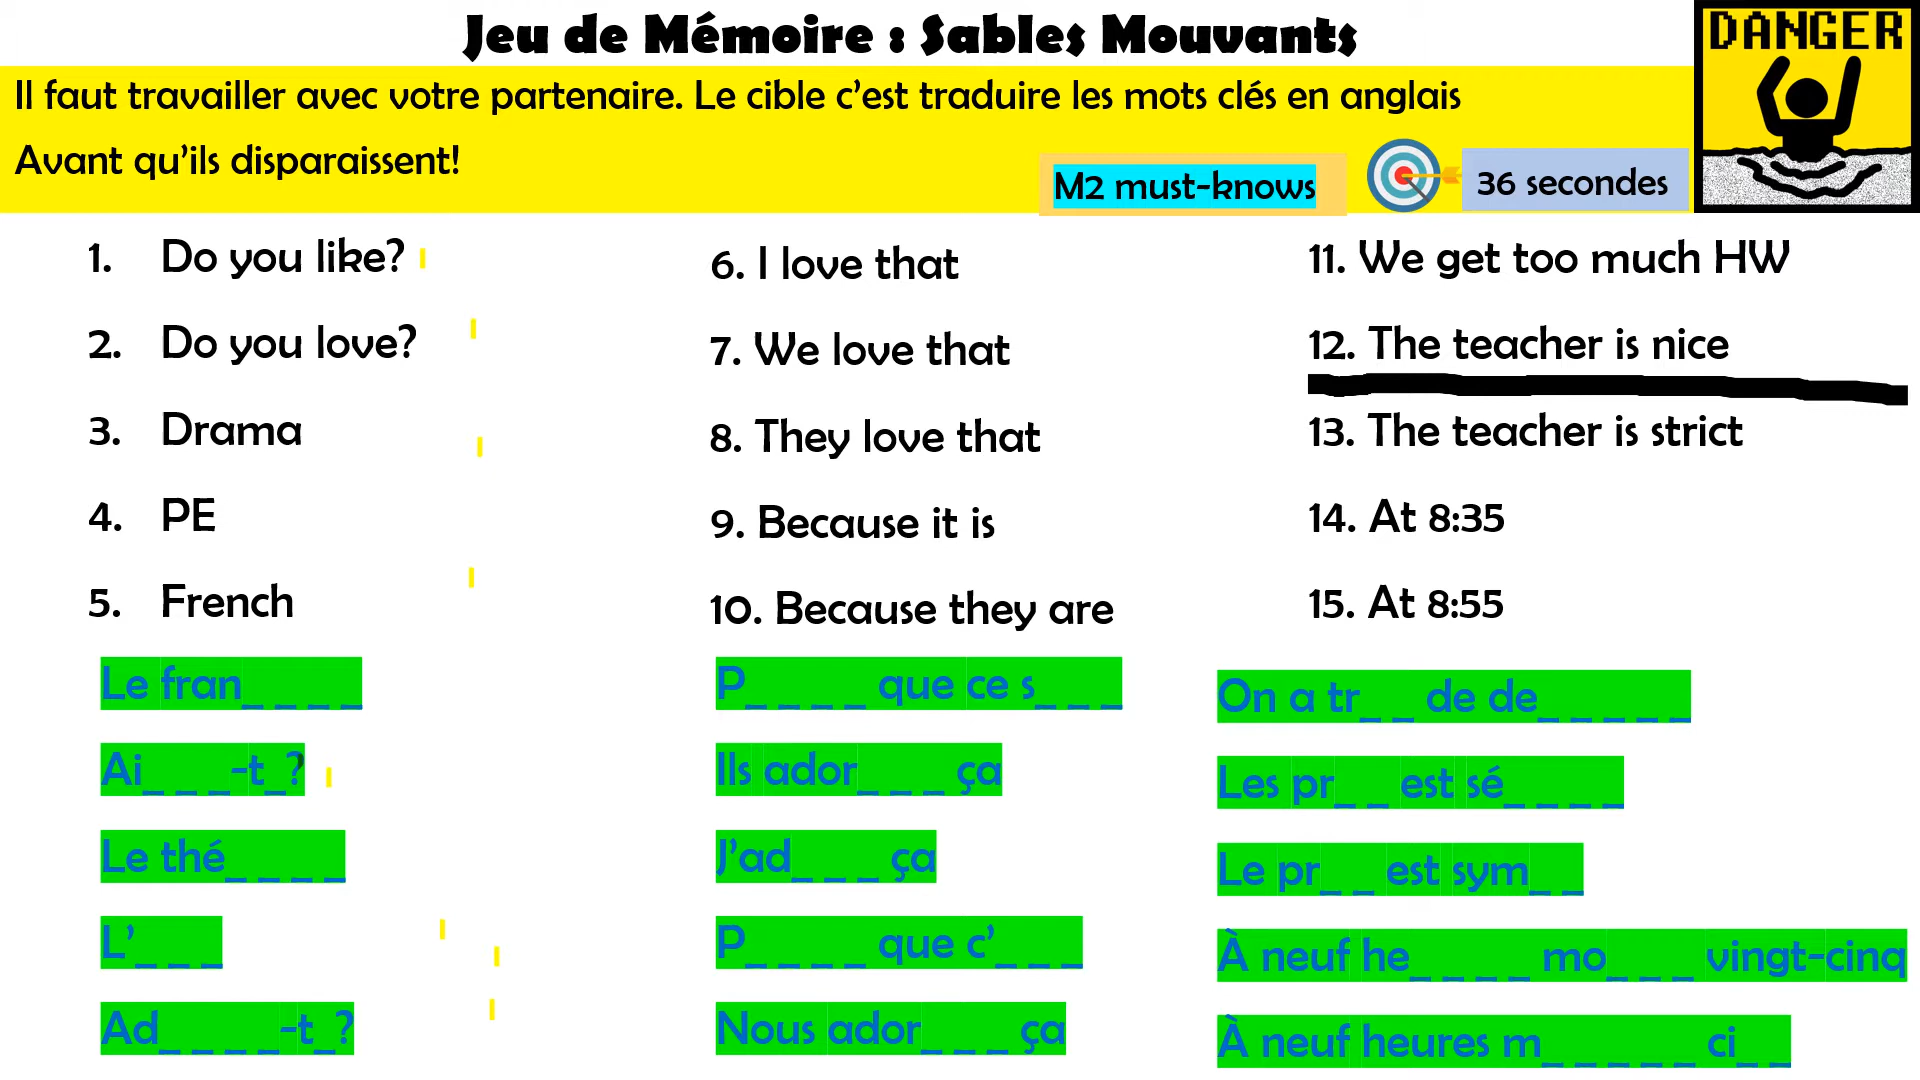 Jeu de Mémoire : Sables Mouvants
DANGER
Il faut travailler avec votre partenaire. Le cible c’est traduire les mots clés en anglais
Avant qu’ils disparaissent!
M2 must-knows
36 secondes
1. Do you like?
2. Do you love?
3. Drama
4. PE
5. French
6. I love that
7. We love that
8. They love that
9. Because it is
10. Because they are
11. We get too much HW
12. The teacher is nice
13. The teacher is strict
14. At 8:35
15. At 8:55
Le fran_ _ _ _
Ai_ _ _-t_?
Le thé_ _ _ _
L’_ _ _
Ad_ _ _ _-t_?
P_ _ _ _ que ce s_ _ _
Ils ador_ _ _ ça
J’ad_ _ _ ça
P_ _ _ _ que c’_ _ _
Nous ador_ _ _ ça
On a tr_ _ de de_ _ _ _ _
Les pr_ _ est sé_ _ _ _
Le pr_ _ est sym_ _
À neuf he_ _ _ _ mo_ _ _ vingt-cinq
À neuf heures m_ _ _ _ _ ci_ _